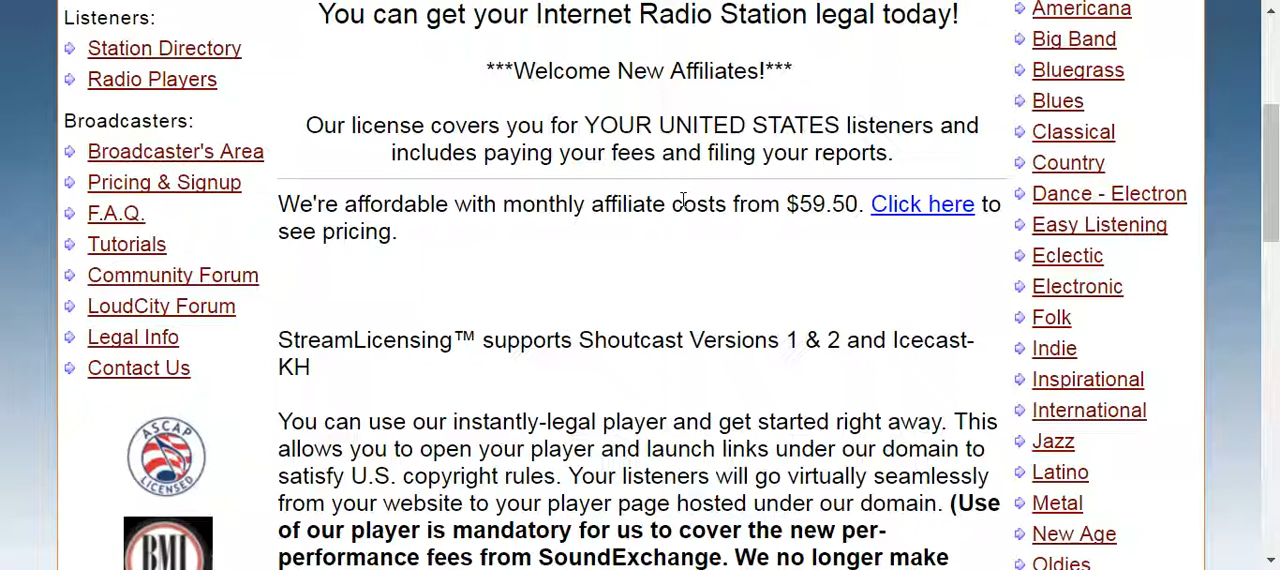 Listeners:
Station Directory
Radio Players
Broadcasters:
Broadcaster's Area
Pricing & Signup
F.A.Q.
Tutorials
Community Forum
LoudCity Forum
Legal Info
Contact Us
ASCAP
LICENSED
BMI
You can get your Internet Radio Station legal today!
***Welcome New Affiliates!***
Our license covers you for YOUR UNITED STATES listeners and
includes paying your fees and filing your reports.
We're affordable with monthly affiliate costs from $59.50. Click here to
see pricing.
StreamLicensing™ supports Shoutcast Versions 1 & 2 and Icecast-
KH
You can use our instantly-legal player and get started right away. This
allows you to open your player and launch links under our domain to
satisfy U.S. copyright rules. Your listeners will go virtually seamlessly
from your website to your player page hosted under our domain. (Use
of our player is mandatory for us to cover the new per-
performance fees from SoundExchange. We no longer make
Americana
Big Band
Bluegrass
Blues
Classical
Country
Dance - Electron
Easy Listening
Eclectic
Electronic
Folk
Indie
Inspirational
International
Jazz
Latino
Metal
New Age
Oldies